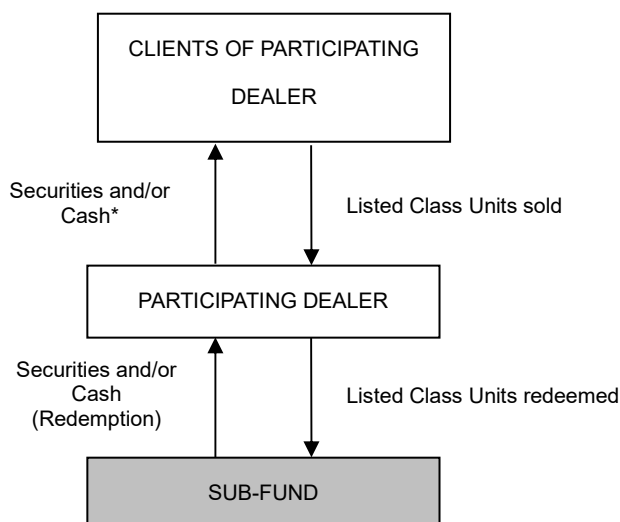 CLIENTS OF PARTICIPATING
DEALER
Securities and/or
Cash*
Listed Class Units sold
PARTICIPATING DEALER
Securities and/or
Cash
(Redemption)
Listed Class Units redeemed
SUB-FUND